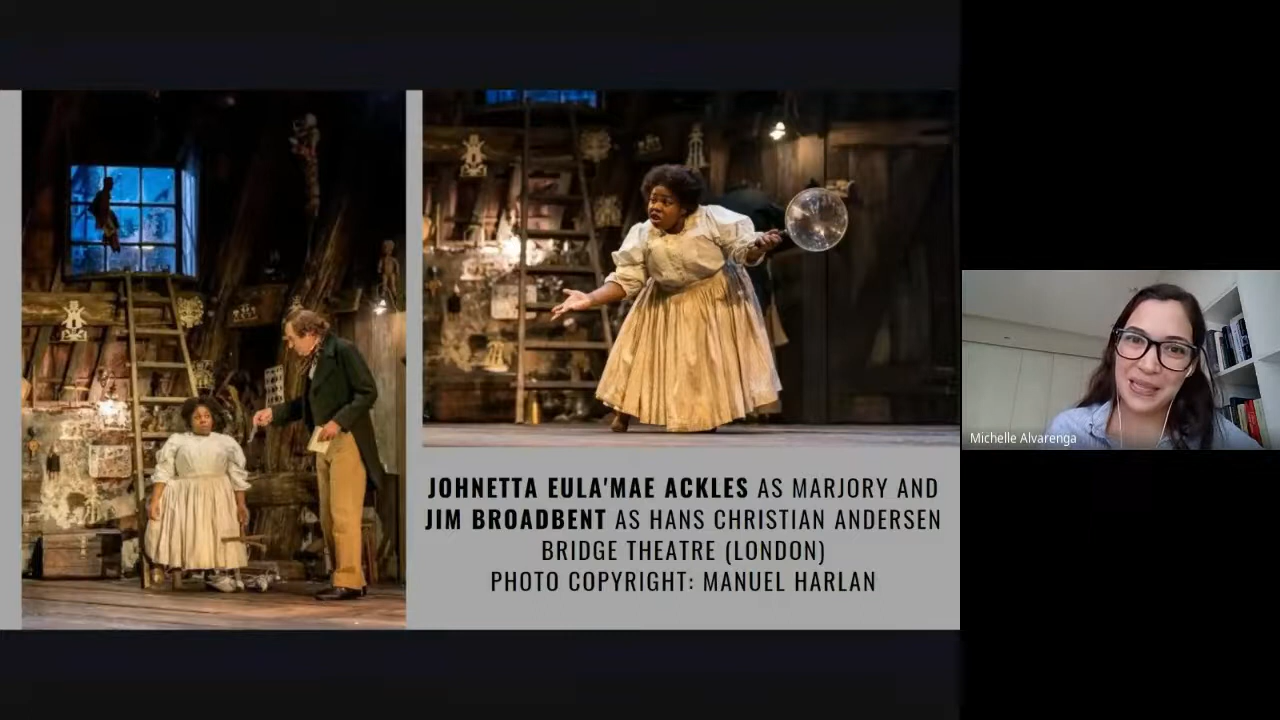 JOHNETTA EULA'MAE ACKLES AS MARJORY AND
JIM BROADBENT AS HANS CHRISTIAN ANDERSEN
BRIDGE THEATRE (LONDON)
PHOTO COPYRIGHT: MANUEL HARLAN
Michelle Alvarenga